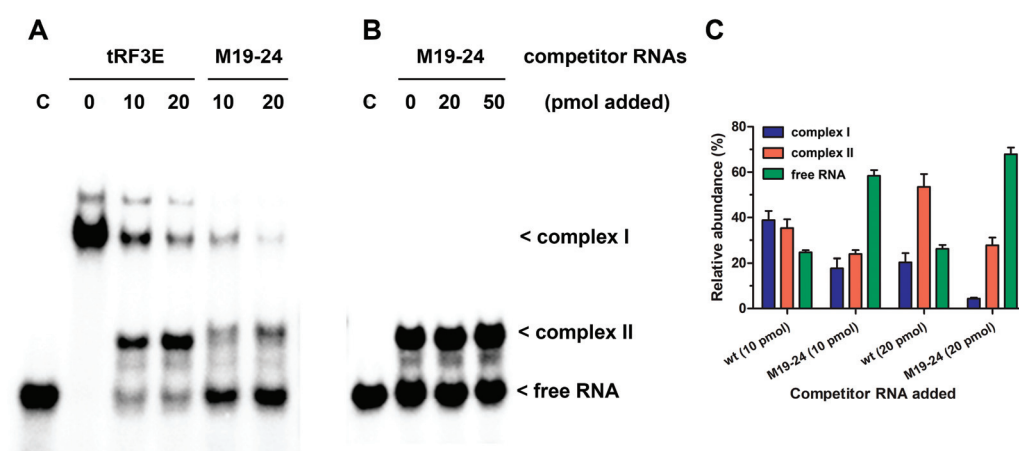 A
tRF3E M19-24
C 0 10 20 10 20
B
M19-24 competitor RNAs
C 0 20 50 (pmol added)
< complex I
< complex II
< free RNA
C
complex I
complex II
free RNA
Relative abundance (%)
80
60
40
20
0
wt (10 pmol)
M19-24 (10 pmol)
wt (20 pmol)
M19-24 (20 pmol)
Competitor RNA added